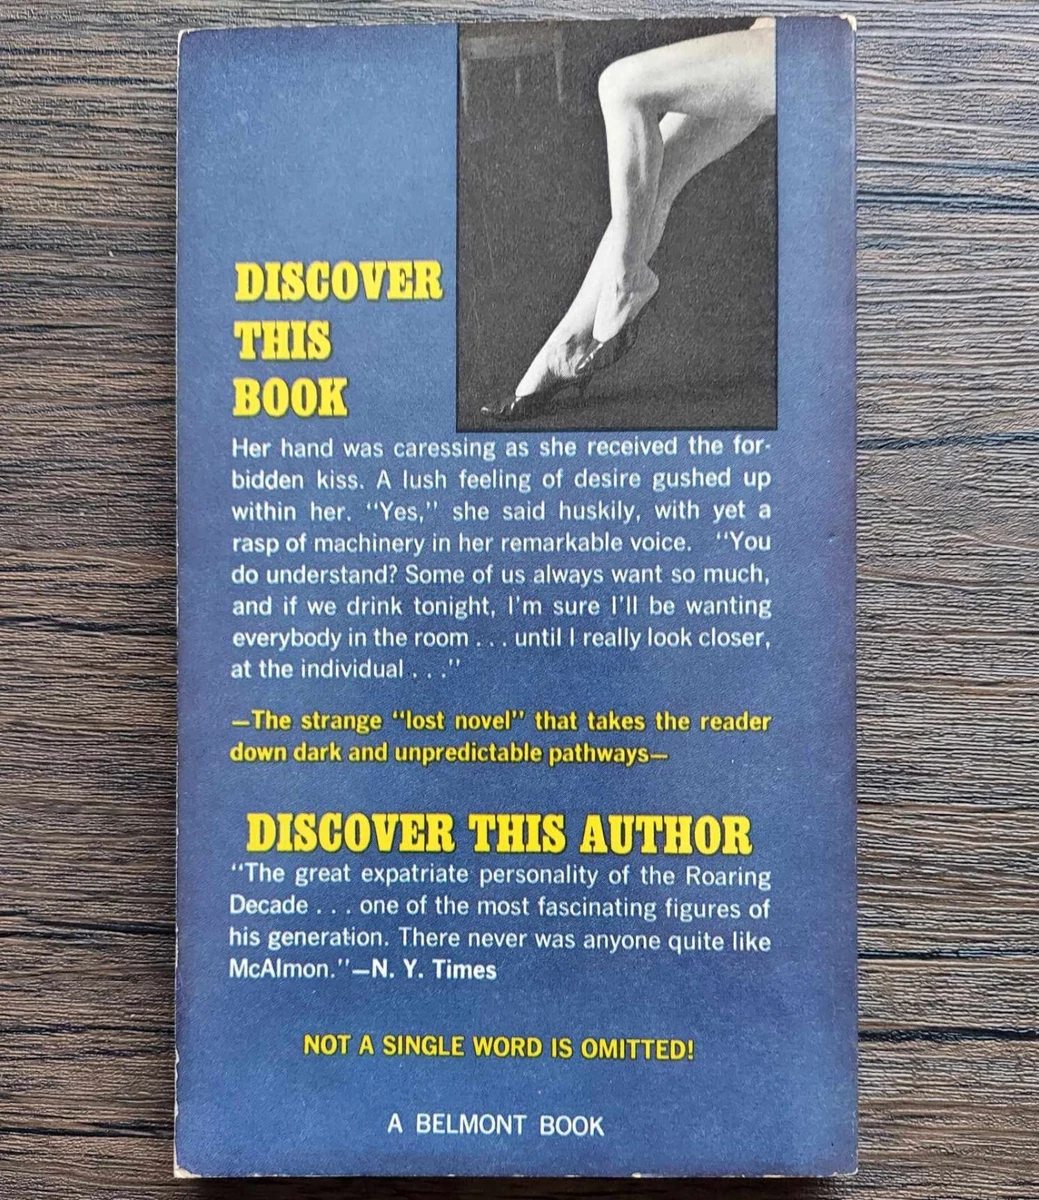 DISCOVER
THIS
BOOK
Her hand was caressing as she received the for-
bidden kiss. A lush feeling of desire gushed up
within her. "Yes," she said huskily, with yet a
rasp of machinery in her remarkable voice. "You
do understand? Some of us always want so much,
and if we drink tonight, I'm sure I'll be wanting
everybody in the room . . . until I really look closer,
at the individual . . ."
—The strange "lost novel" that takes the reader
down dark and unpredictable pathways—
DISCOVER THIS AUTHOR
"The great expatriate personality of the Roaring
Decade . . . one of the most fascinating figures of
his generation. There never was anyone quite like
McAlmon."—N. Y. Times
NOT A SINGLE WORD IS OMITTED!
A BELMONT BOOK